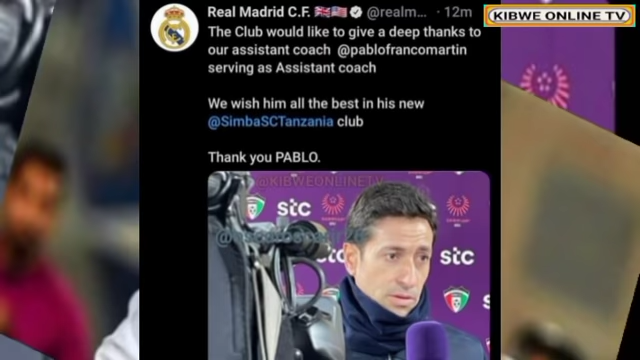 Real Madrid C.F. 🇬🇧🇺🇸 @realm... · 12m
The Club would like to give a deep thanks to
our assistant coach @pablofrancomartin
serving as Assistant coach
We wish him all the best in his new
@SimbaSCTanzania club
Thank you PABLO.
KIBWE ONLINE TV
@KIBWEONLINETV
stc
stc